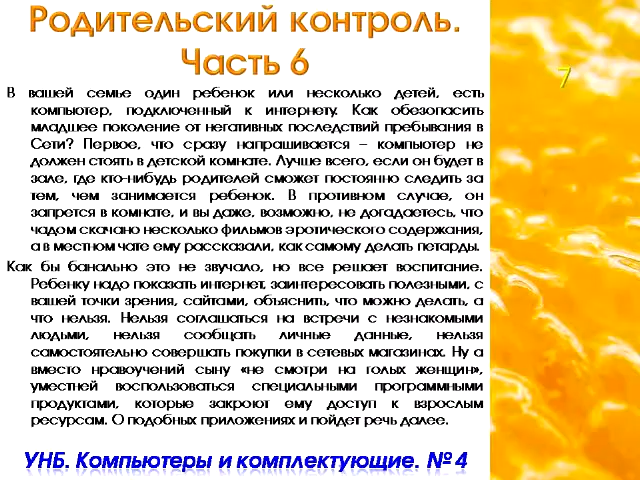 Родительский контроль.
Часть 6
7
В вашей семье один ребенок или несколько детей, есть
компьютер, подключенный к интернету. Как обезопасить
младшее поколение от негативных последствий пребывания в
Сети? Первое, что сразу напрашивается – компьютер не
должен стоять в детской комнате. Лучше всего, если он будет в
зале, где кто-нибудь родителей сможет постоянно следить за
тем, чем занимается ребенок. В противном случае, он
запрется в комнате, и вы даже, возможно, не догадаетесь, что
чадом скачано несколько фильмов эротического содержания,
а в местном чате ему рассказали, как самому делать петарды.
Как бы банально это не звучало, но все решает воспитание.
Ребенку надо показать интернет, заинтересовать полезными, с
вашей точки зрения, сайтами, объяснить, что можно делать, а
что нельзя. Нельзя соглашаться на встречи с незнакомыми
людьми, нельзя сообщать личные данные, нельзя
самостоятельно совершать покупки в сетевых магазинах. Ну а
вместо нравоучений сыну «не смотри на голых женщин»,
уместней воспользоваться специальными программными
продуктами, которые закроют ему доступ к взрослым
ресурсам. О подобных приложениях и пойдет речь далее.
УНБ. Компьютеры и комплектующие. № 4